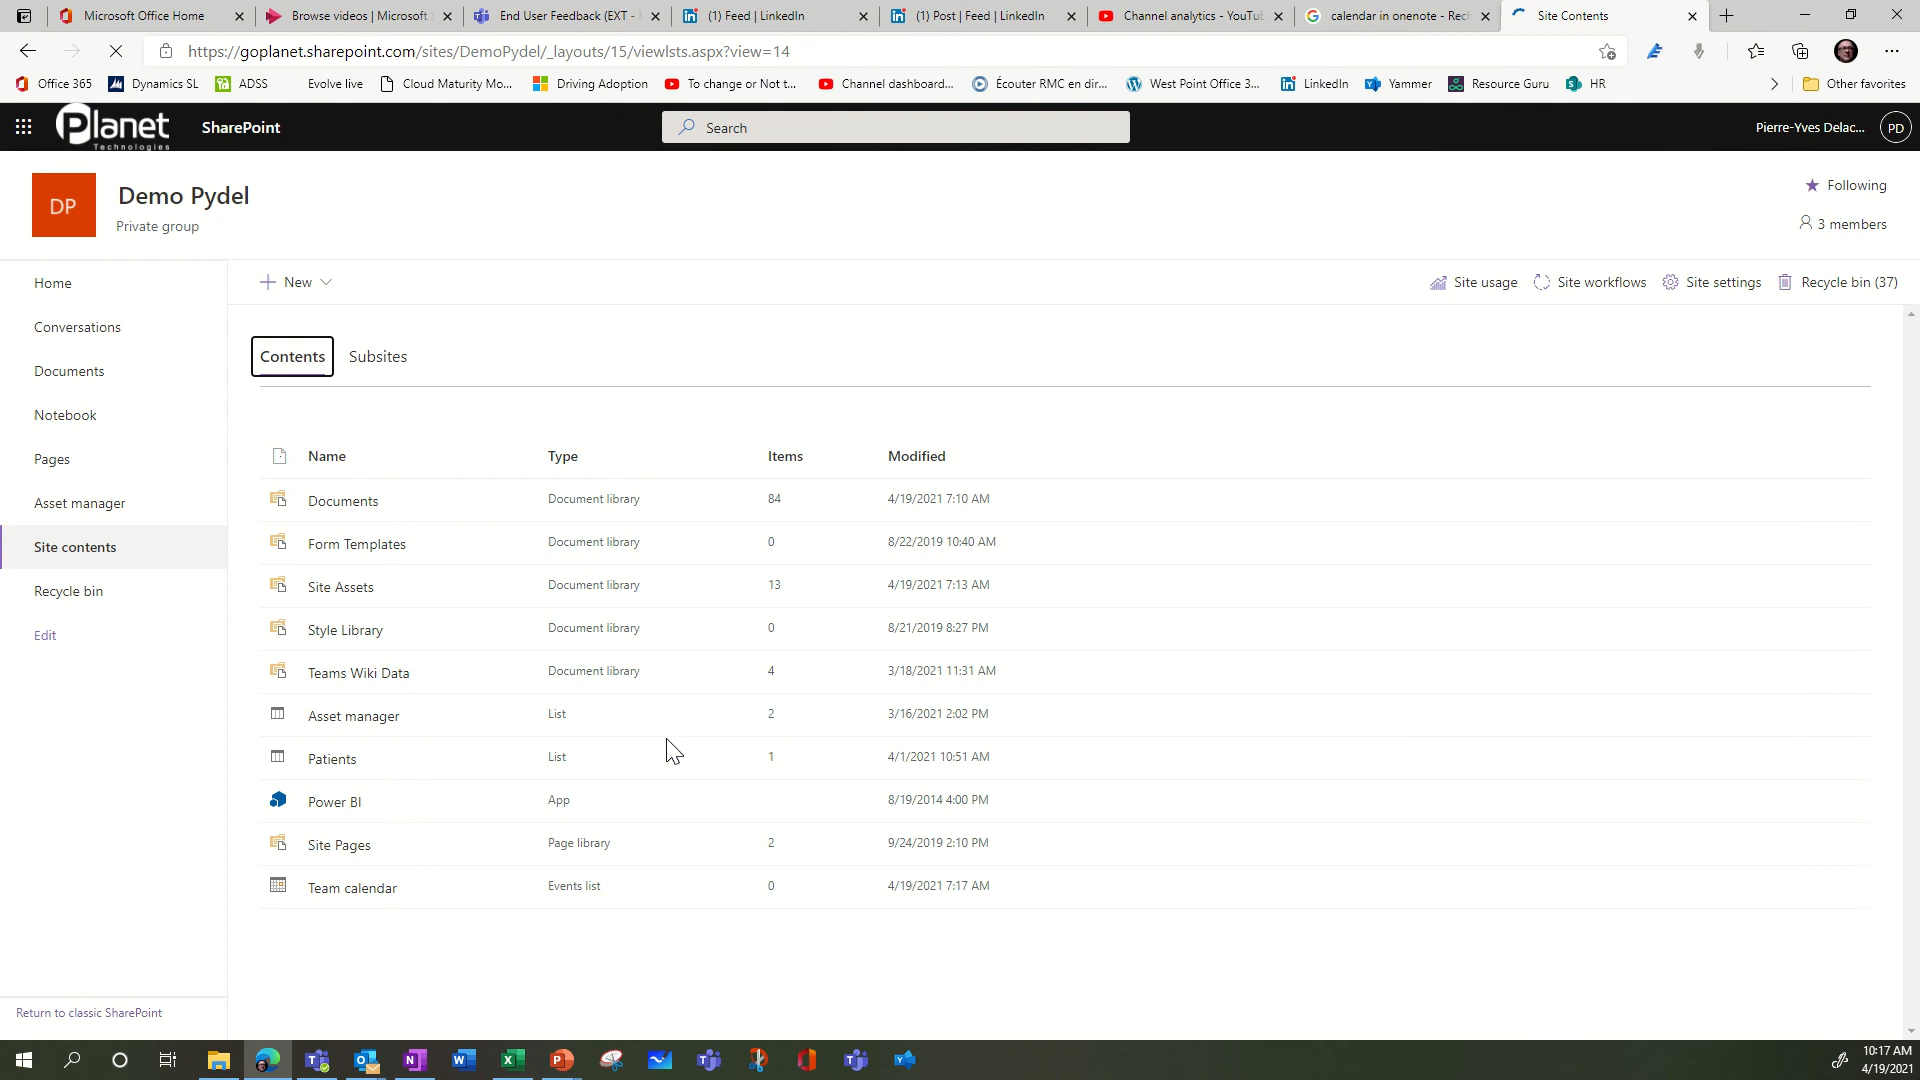 Microsoft Office Home
Browse videos | Microsoft
End User Feedback (EXT -
(1) Feed | LinkedIn
(1) Post | Feed | LinkedIn
Channel analytics - YouTub
calendar in onenote - Rech
Site Contents
https://goplanet.sharepoint.com/sites/DemoPydel/_layouts/15/viewlsts.aspx?view=14
Office 365
Dynamics SL
ADSS
Evolve live
Cloud Maturity Mo...
Driving Adoption
To change or Not t...
Channel dashboard...
Écouter RMC en dir...
West Point Office 3...
LinkedIn
Yammer
Resource Guru
HR
Other favorites
Planet
Technologies
SharePoint
Search
Pierre-Yves Delac...
PD
DP
Demo Pydel
Private group
Following
3 members
Home
Conversations
Documents
Notebook
Pages
Asset manager
Site contents
Recycle bin
Edit
Return to classic SharePoint
New
Site usage
Site workflows
Site settings
Recycle bin (37)
Contents
Subsites
Name Type Items Modified
Documents Document library 84 4/19/2021 7:10 AM
Form Templates Document library 0 8/22/2019 10:40 AM
Site Assets Document library 13 4/19/2021 7:13 AM
Style Library Document library 0 8/21/2019 8:27 PM
Teams Wiki Data Document library 4 3/18/2021 11:31 AM
Asset manager List 2 3/16/2021 2:02 PM
Patients List 1 4/1/2021 10:51 AM
Power BI App 8/19/2014 4:00 PM
Site Pages Page library 2 9/24/2019 2:10 PM
Team calendar Events list 0 4/19/2021 7:17 AM
10:17 AM
4/19/2021